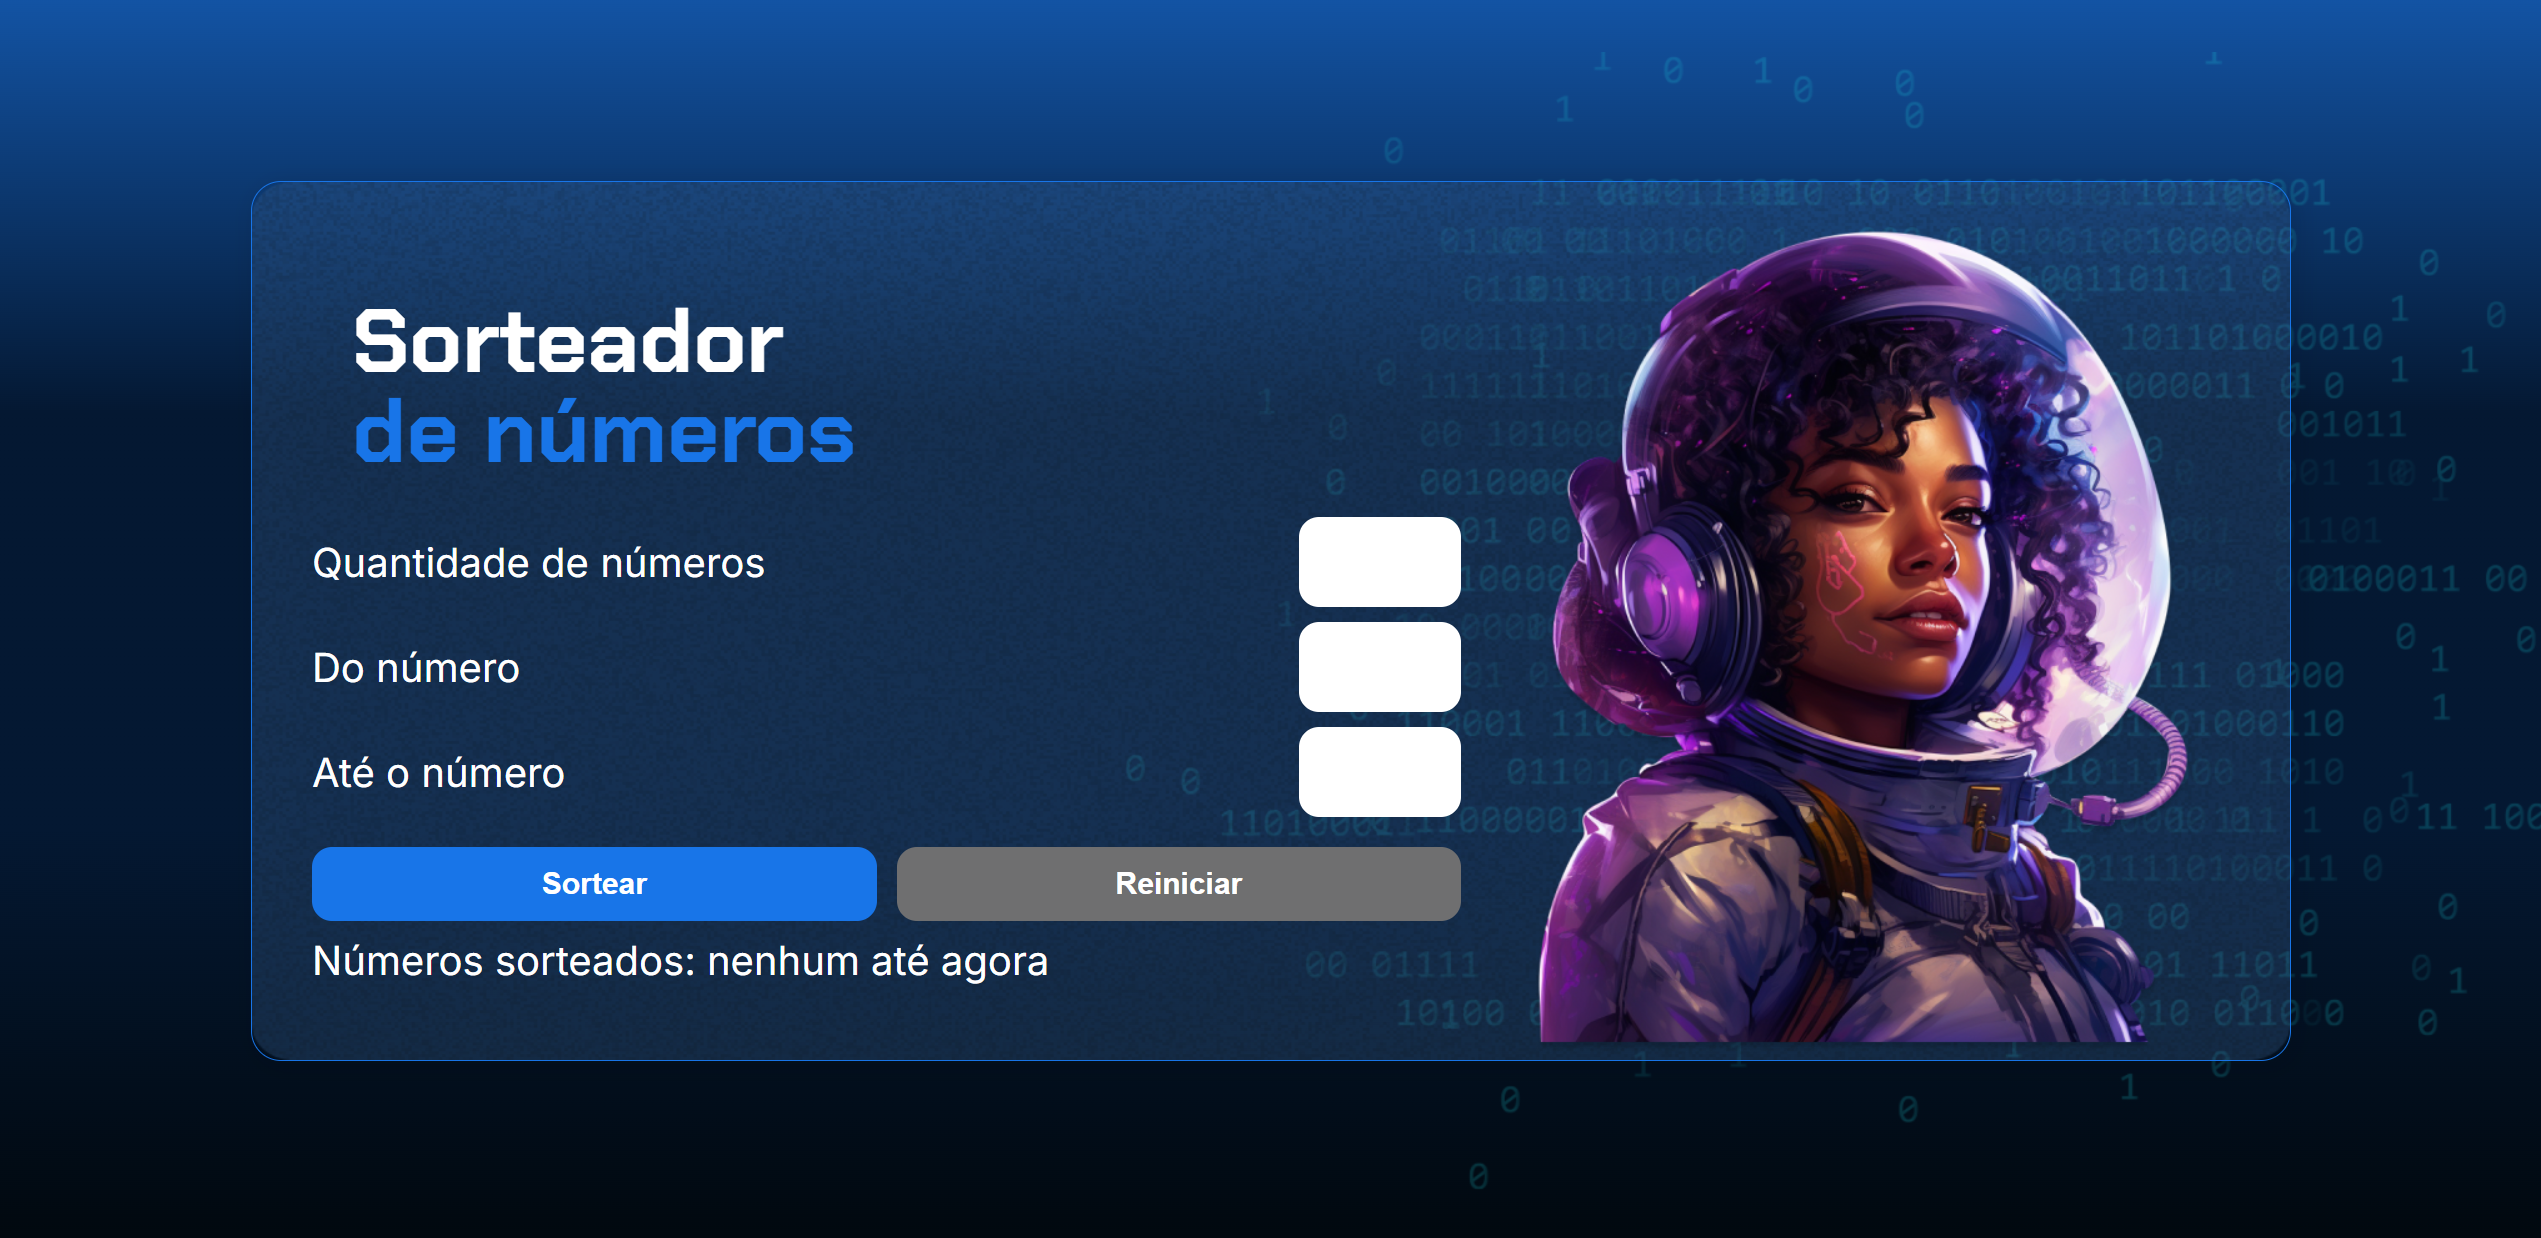 Sorteador
de números
Quantidade de números
Do número
Até o número
Sortear
Reiniciar
Números sorteados: nenhum até agora